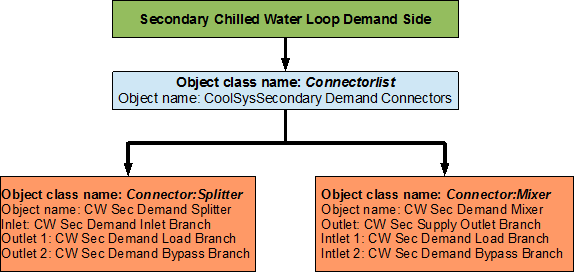 Secondary Chilled Water Loop Demand Side
Object class name: Connectorlist
Object name: CoolSysSecondary Demand Connectors
Object class name: Connector:Splitter
Object name: CW Sec Demand Splitter
Inlet: CW Sec Demand Inlet Branch
Outlet 1: CW Sec Demand Load Branch
Outlet 2: CW Sec Demand Bypass Branch
Object class name: Connector:Mixer
Object name: CW Sec Demand Mixer
Outlet: CW Sec Supply Outlet Branch
Intlet 1: CW Sec Demand Load Branch
Intlet 2: CW Sec Demand Bypass Branch